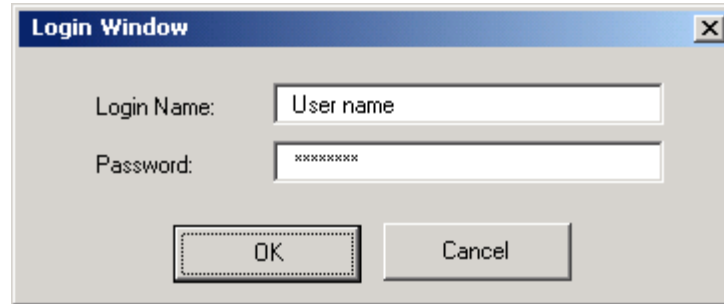 Login Window
Login Name: User name
Password: ********
OK Cancel